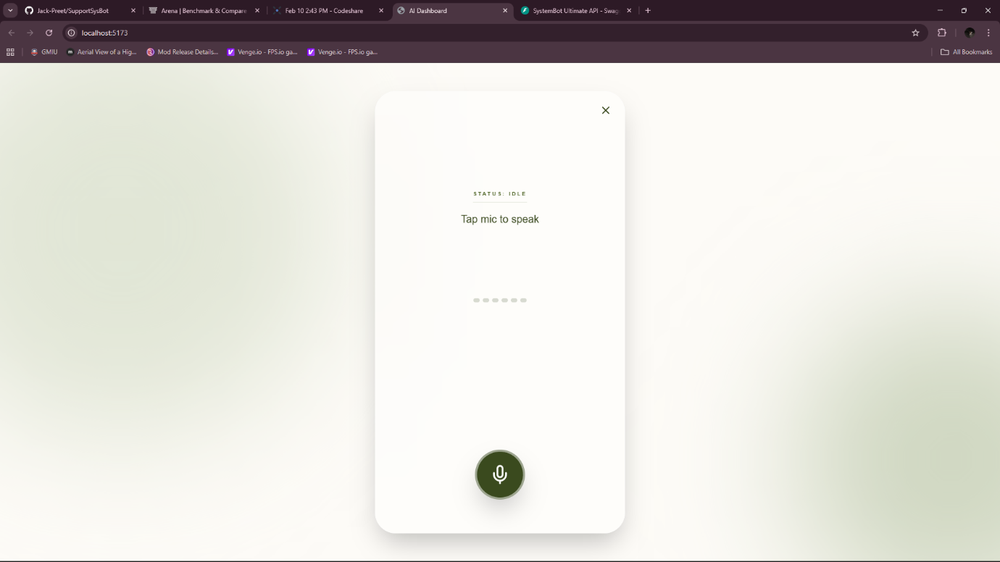 Jack-Preet/SupportSysBot
Arena | Benchmark & Compare
Feb 10 2:43 PM - Codeshare
AI Dashboard
SystemBot Ultimate API - Swag
localhost:5173
GMIU
Aerial View of a Hig...
Mod Release Details...
Venge.io - FPS.io ga...
Venge.io - FPS.io ga...
All Bookmarks
STATUS: IDLE
Tap mic to speak